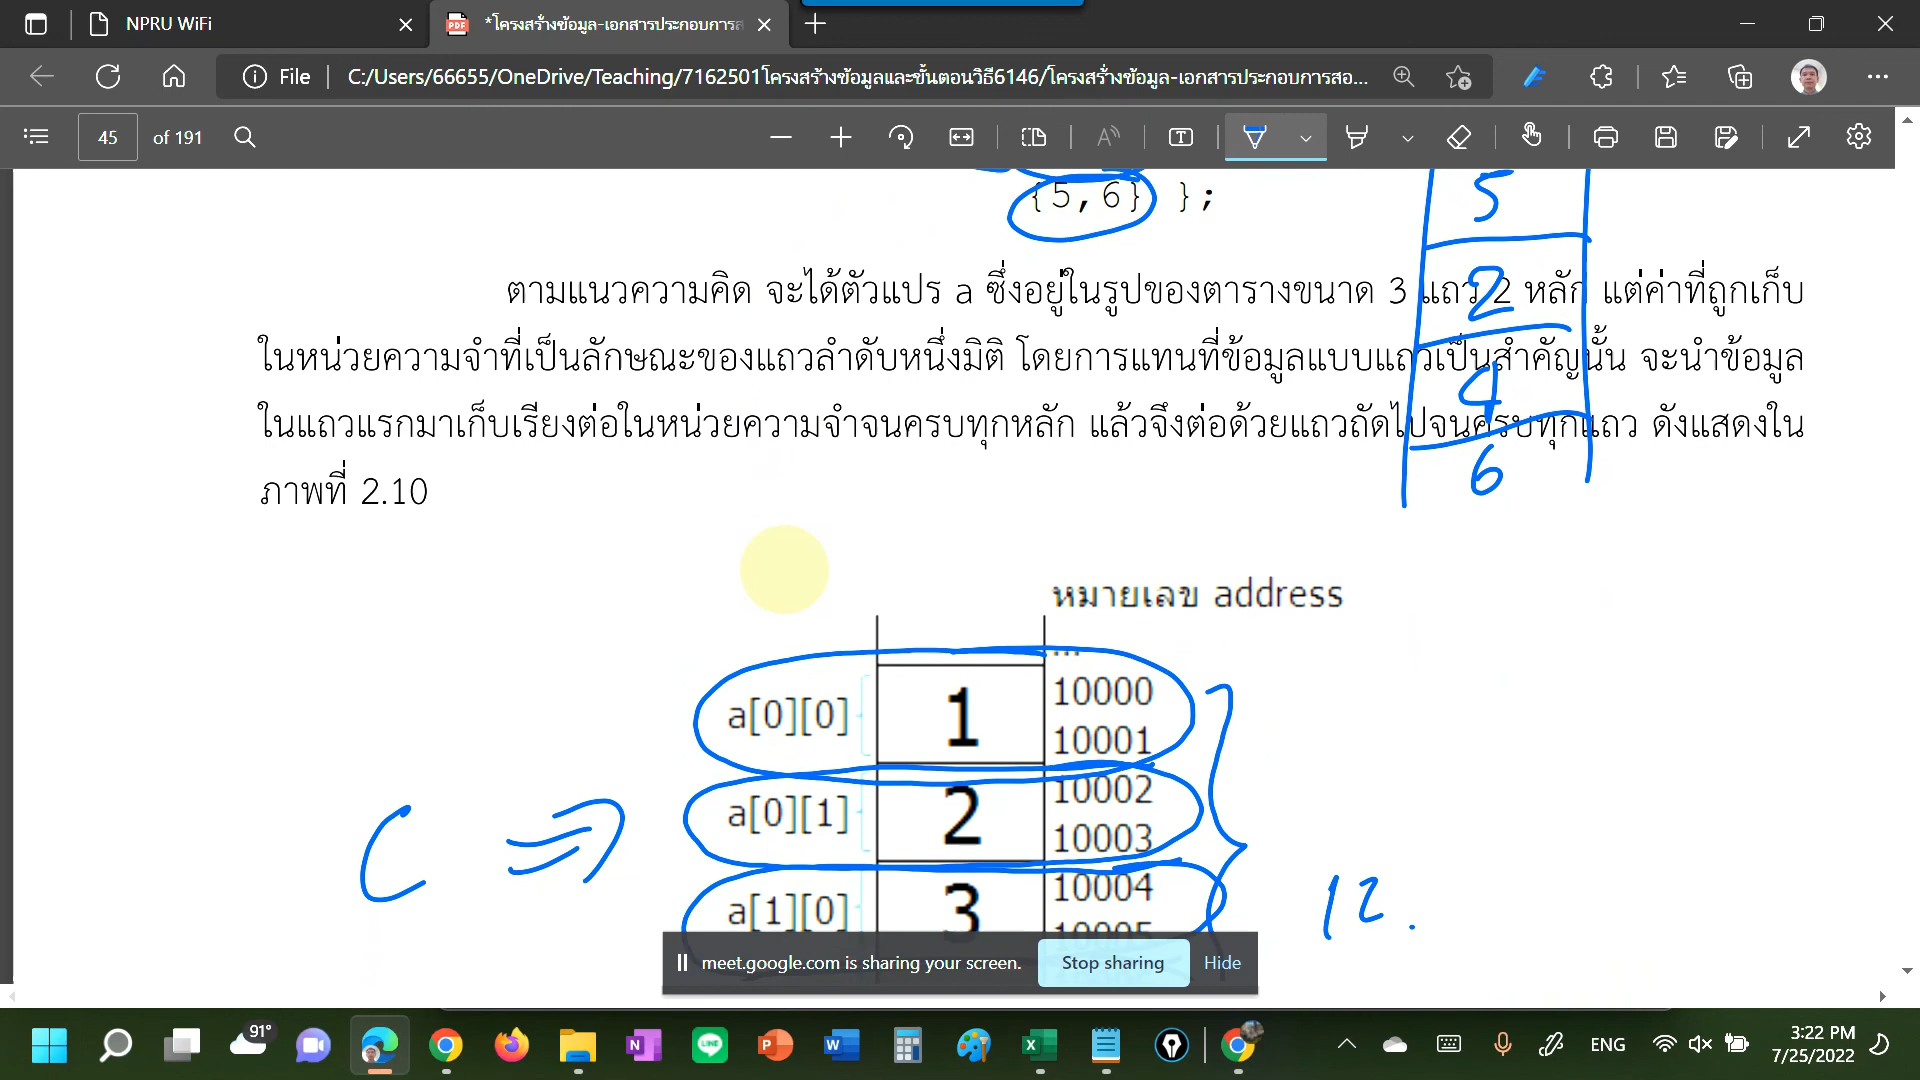 NPRU WiFi
*โครงสร้างข้อมูล-เอกสารประกอบการส
File
C:/Users/66655/OneDrive/Teaching/7162501โครงสร้างข้อมูลและขั้นตอนวิธี6146/โครงสร้างข้อมูล-เอกสารประกอบการสอ...
45 of 191
{5,6} };
5
ตามแนวความคิด จะได้ตัวแปร a ซึ่งอยู่ในรูปของตารางขนาด 3 แถว 2 หลัก แต่ค่าที่ถูกเก็บ
2
ในหน่วยความจำที่เป็นลักษณะของแถวลำดับหนึ่งมิติ โดยการแทนที่ข้อมูลแบบแถวเป็นสำคัญนั้น จะนำข้อมูล
4
ในแถวแรกมาเก็บเรียงต่อในหน่วยความจำจนครบทุกหลัก แล้วจึงต่อด้วยแถวถัดไปจนครบทุกแถว ดังแสดงใน
6
ภาพที่ 2.10
หมายเลข address
...
a[0][0] 1 10000
10001
a[0][1] 2 10002
10003
a[1][0] 3 10004
10005
C ⇒
12.
meet.google.com is sharing your screen. Stop sharing Hide
91°
ENG
3:22 PM
7/25/2022